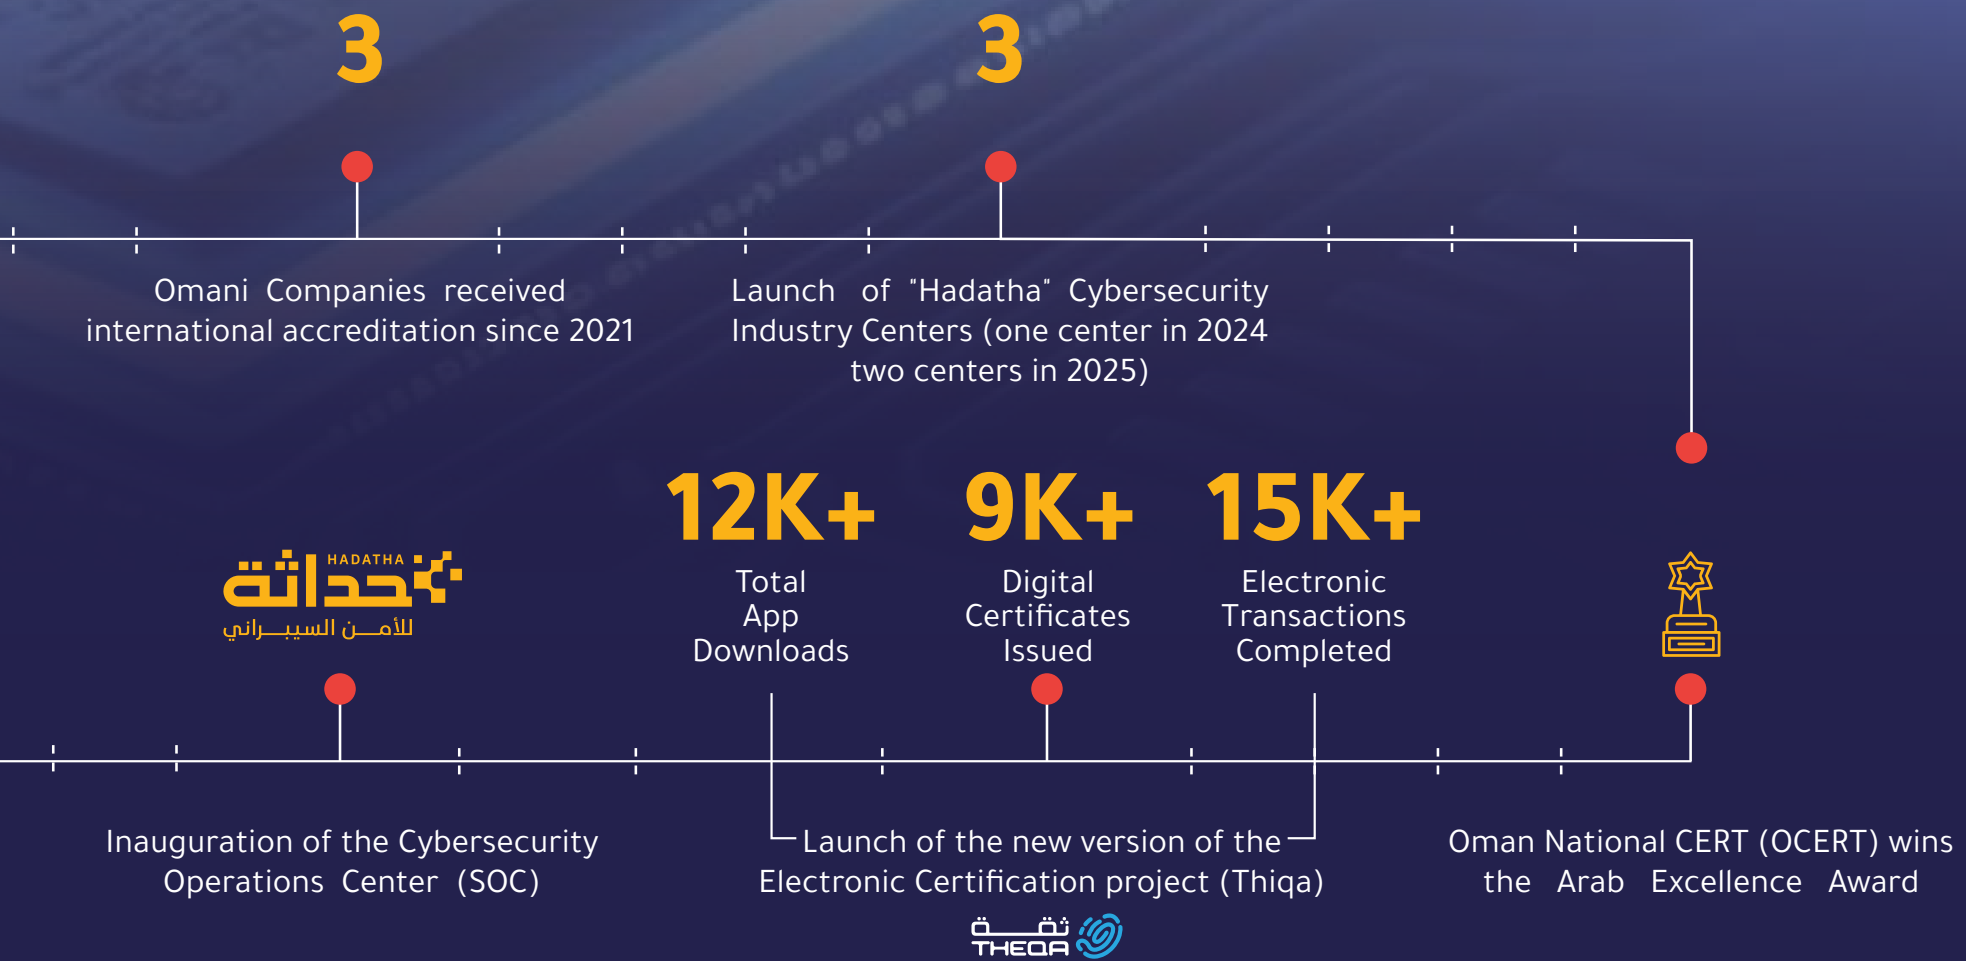 3
Omani Companies received
international accreditation since 2021
3
Launch of "Hadatha" Cybersecurity
Industry Centers (one center in 2024
two centers in 2025)
HADATHA
حداثة
للأمن السيبراني
Inauguration of the Cybersecurity
Operations Center (SOC)
12K+
Total
App
Downloads
9K+
Digital
Certificates
Issued
15K+
Electronic
Transactions
Completed
Launch of the new version of the
Electronic Certification project (Thiqa)
ثقة
THEQA
Oman National CERT (OCERT) wins
the Arab Excellence Award